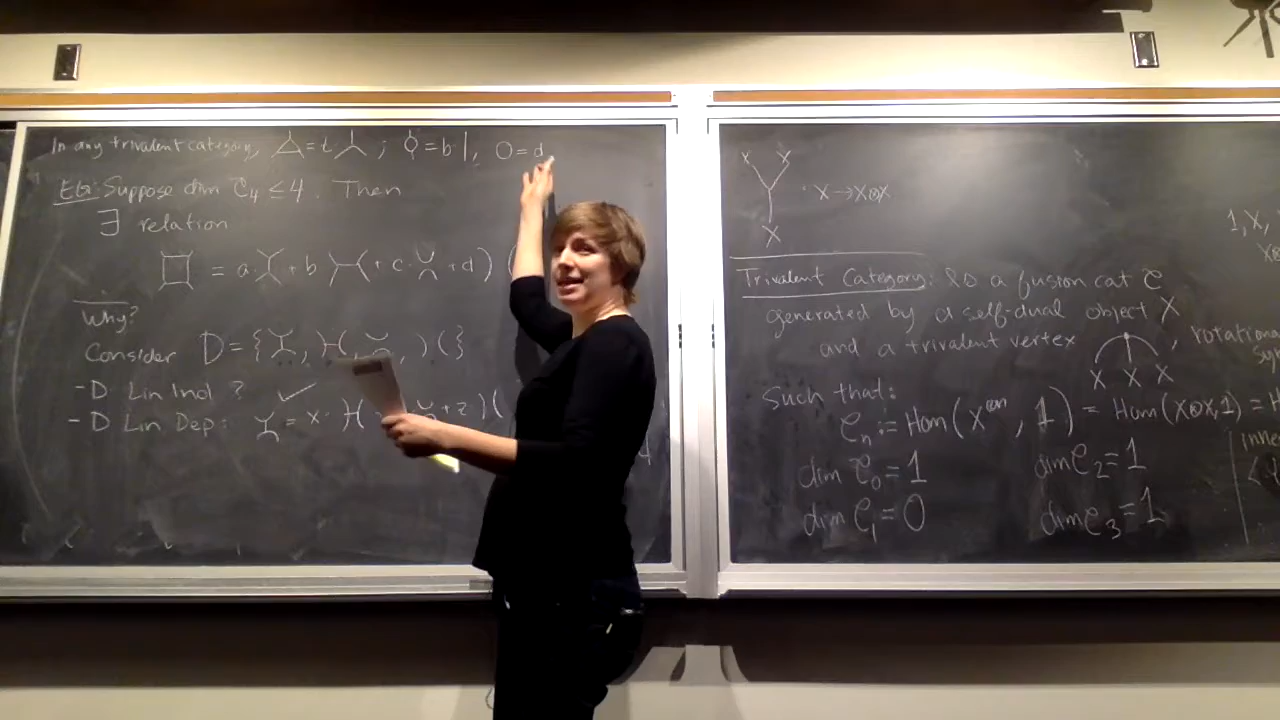 In any trivalent category, △ = t ⅄ ; ϕ = b·| , O = d
EG: Suppose dim C₄ ≤ 4. Then
∃ relation
□ = a· + b + c· + d ) (
Why?
Consider D = { , , , ) ( }
- D Lin Ind ? ✓
- D Lin Dep: = x· + z ) (
X X
X
X → X⊗X
1, X,
Trivalent Category: Is a fusion cat C
generated by a self-dual object X
and a trivalent vertex , rotationa
X X X
Such that:
Cₙ := Hom(X^{⊗n}, 1) = Hom(X⊗X, 1) =
dim C₀ = 1 dim C₂ = 1
dim C₁ = 0 dim C₃ = 1